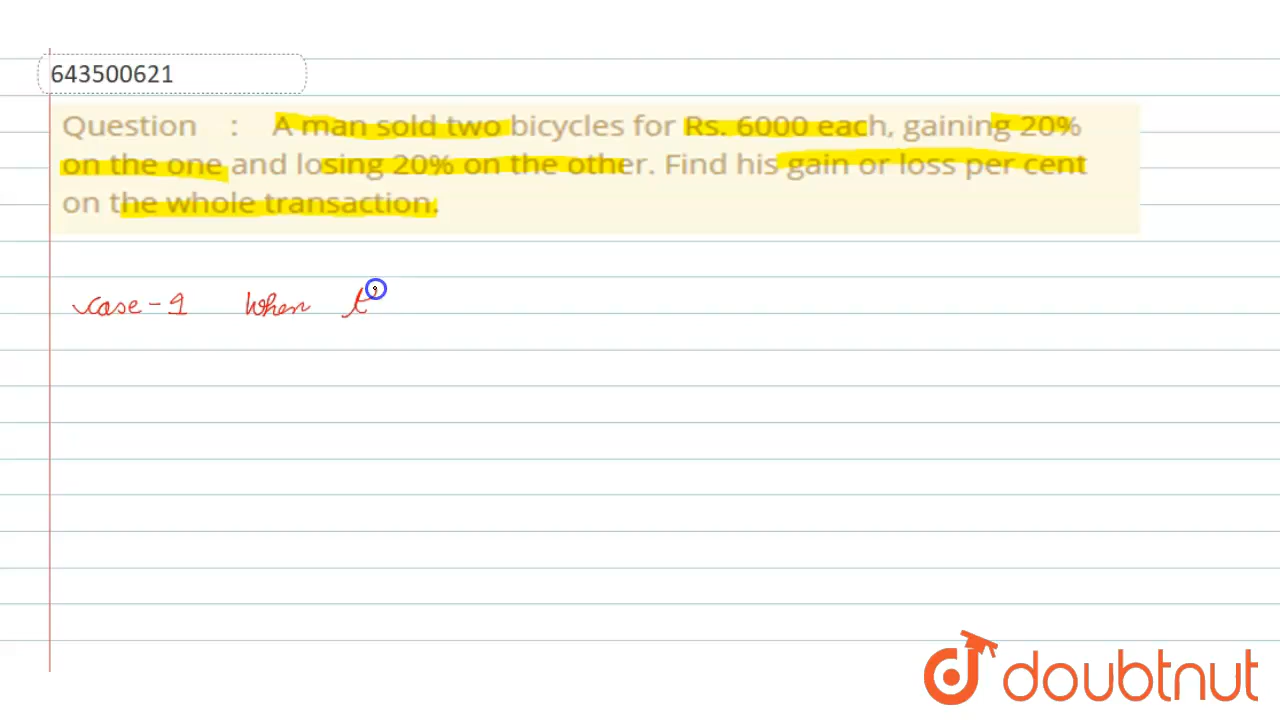 643500621
Question : A man sold two bicycles for Rs. 6000 each, gaining 20%
on the one and losing 20% on the other. Find his gain or loss per cent
on the whole transaction.
case-1 When t
doubtnut